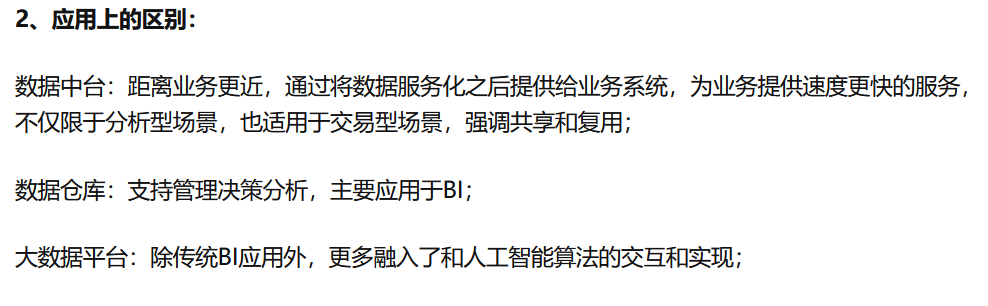 2、应用上的区别：
数据中台：距离业务更近，通过将数据服务化之后提供给业务系统，为业务提供速度更快的服务，
不仅限于分析型场景，也适用于交易型场景，强调共享和复用；
数据仓库：支持管理决策分析，主要应用于BI；
大数据平台：除传统BI应用外，更多融入了和人工智能算法的交互和实现；